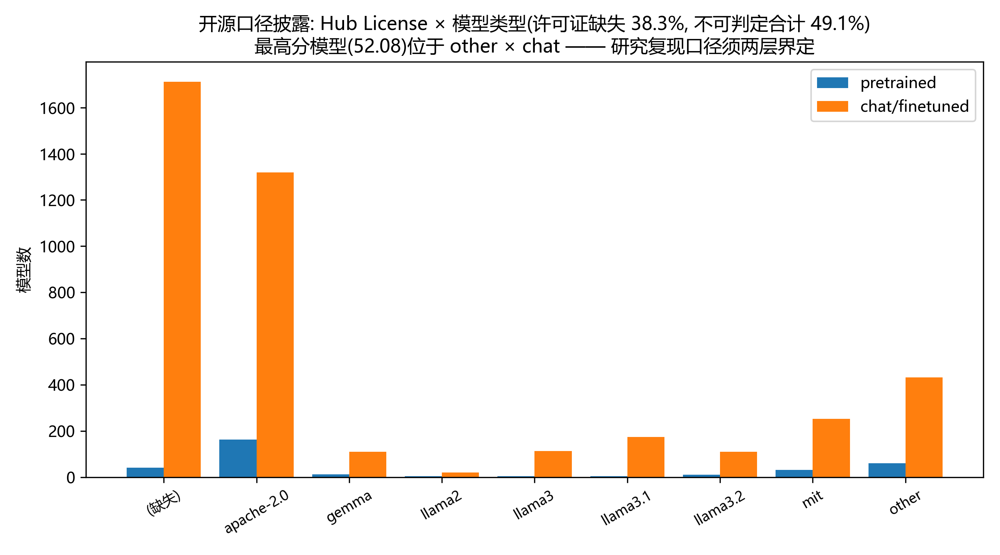 开源口径披露: Hub License × 模型类型(许可证缺失 38.3%, 不可判定合计 49.1%)
最高分模型(52.08)位于 other × chat —— 研究复现口径须两层界定
pretrained
chat/finetuned
模型数
1600
1400
1200
1000
800
600
400
200
0
(缺失)
apache-2.0
gemma
llama2
llama3
llama3.1
llama3.2
mit
other